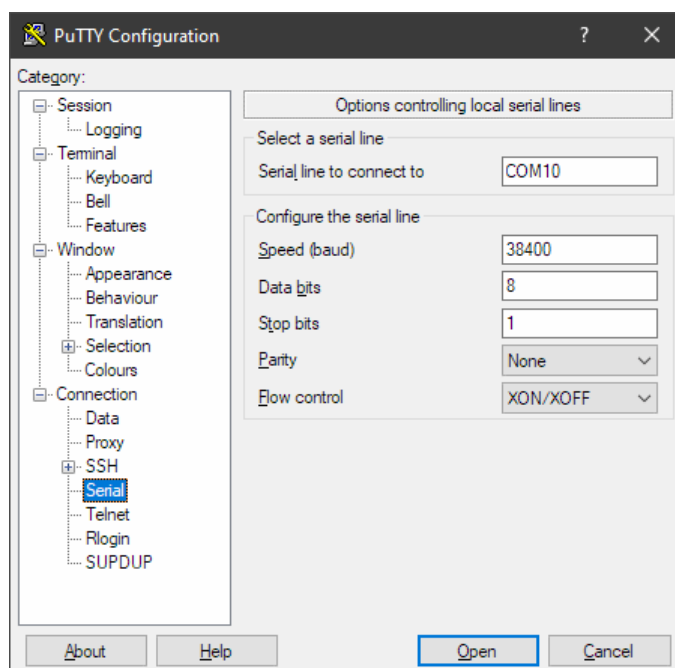 PuTTY Configuration
?
Category:
Session
Logging
Terminal
Keyboard
Bell
Features
Window
Appearance
Behaviour
Translation
Selection
Colours
Connection
Data
Proxy
SSH
Serial
Telnet
Rlogin
SUPDUP
Options controlling local serial lines
Select a serial line
Serial line to connect to COM10
Configure the serial line
Speed (baud) 38400
Data bits 8
Stop bits 1
Parity None
Flow control XON/XOFF
About Help Open Cancel